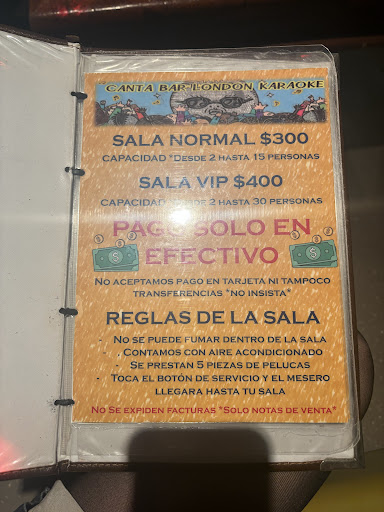 CANTA BAR LONDON KARAOKE
SALA NORMAL $300
CAPACIDAD *DESDE 2 HASTA 15 PERSONAS
SALA VIP $400
CAPACIDAD 2 HASTA 30 PERSONAS
PAGO SOLO EN
EFECTIVO
NO ACEPTAMOS PAGO EN TARJETA NI TAMPOCO
TRANSFERENCIAS *NO INSISTA*
REGLAS DE LA SALA
- NO SE PUEDE FUMAR DENTRO DE LA SALA
- . CONTAMOS CON AIRE ACONDICIONADO
- SE PRESTAN 5 PIEZAS DE PELUCAS
- TOCA EL BOTÓN DE SERVICIO Y EL MESERO
LLEGARA HASTA TU SALA
NO SE EXPIDEN FACTURAS *SOLO NOTAS DE VENTA*